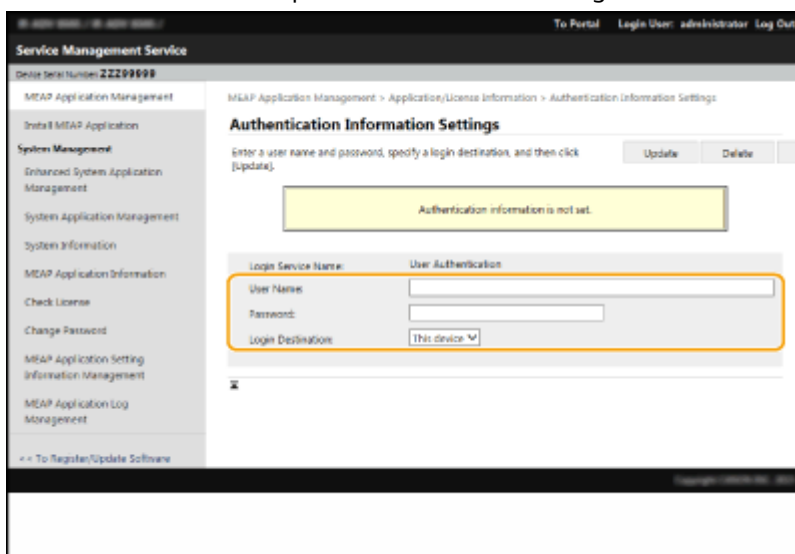 To Portal Login User: administrator Log Out
Service Management Service
Device Serial Number: ZZZ99999
MEAP Application Management
Install MEAP Application
System Management
Enhanced System Application
Management
System Application Management
System Information
MEAP Application Information
Check License
Change Password
MEAP Application Setting
Information Management
MEAP Application Log
Management
<< To Register/Update Software
MEAP Application Management > Application/License Information > Authentication Information Settings
Authentication Information Settings
Enter a user name and password, specify a login destination, and then click
[Update].
Update Delete
Authentication information is not set.
Login Service Name: User Authentication
User Name:
Password:
Login Destination: This device